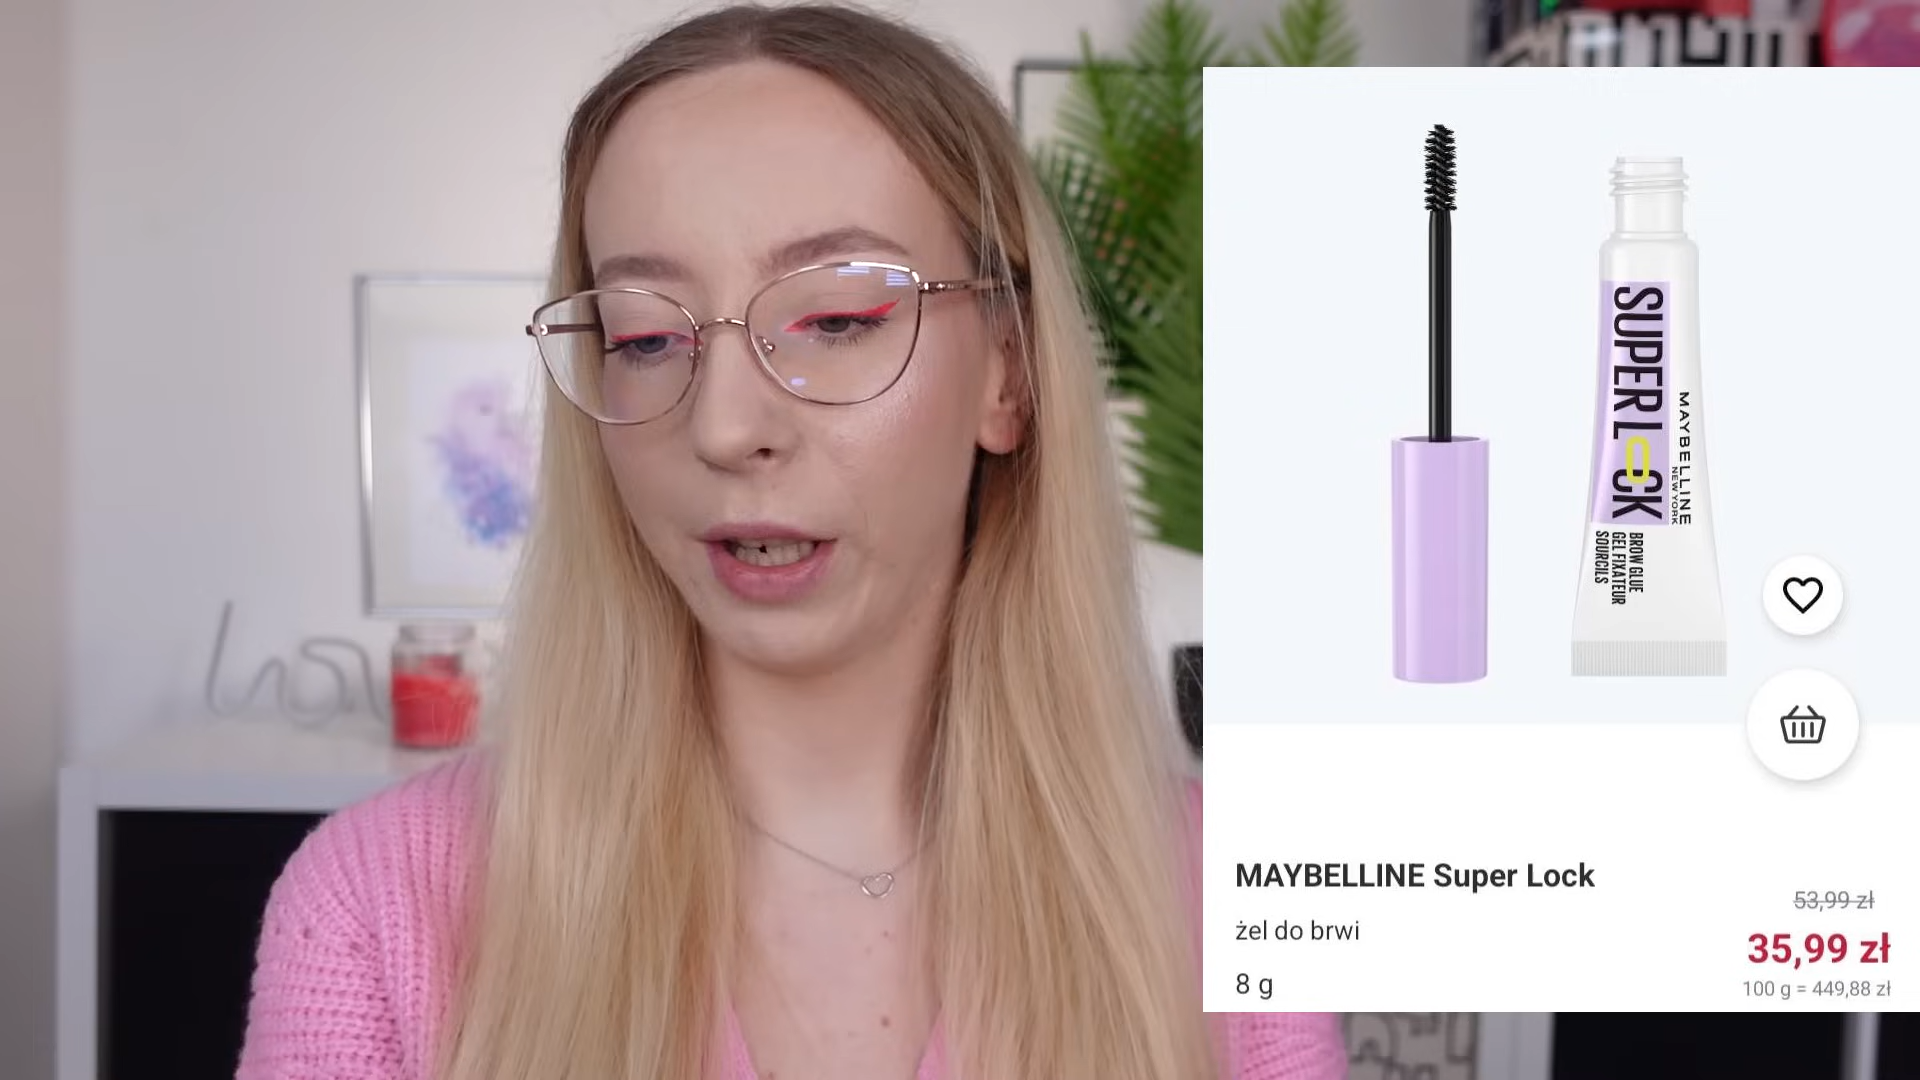 SUPER LOCK
MAYBELLINE
NEW YORK
BROW GLUE
GEL FIXATEUR
SOURCILS
MAYBELLINE Super Lock
żel do brwi
8 g
53,99 zł
35,99 zł
100 g = 449,88 zł